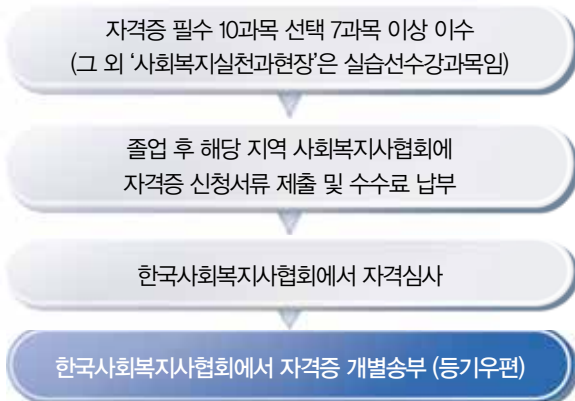 자격증 필수 10과목 선택 7과목 이상 이수
(그 외 ‘사회복지실천과현장’은 실습선수강과목임)
졸업 후 해당 지역 사회복지사협회에
자격증 신청서류 제출 및 수수료 납부
한국사회복지사협회에서 자격심사
한국사회복지사협회에서 자격증 개별송부 (등기우편)